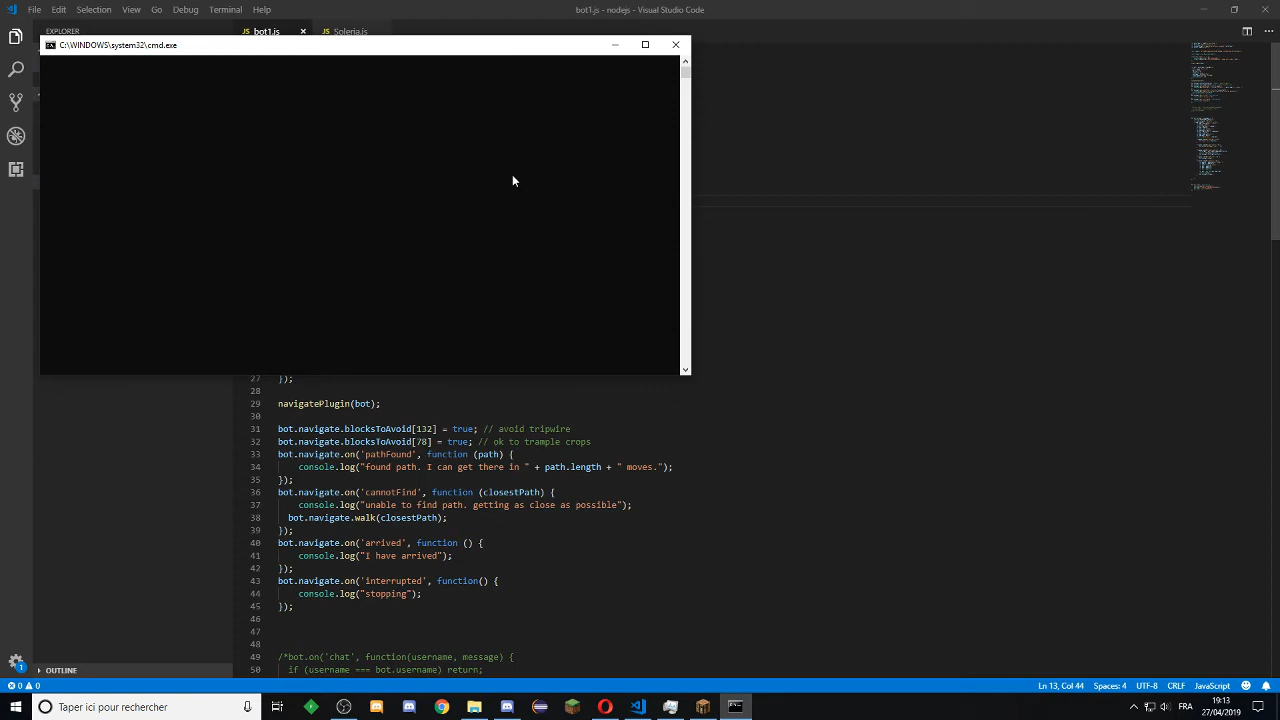 File Edit Selection View Go Debug Terminal Help bot1.js - nodejs - Visual Studio Code
EXPLORER bot1.js Soleria.js
C:\WINDOWS\system32\cmd.exe
27 });
28
29 navigatePlugin(bot);
30
31 bot.navigate.blocksToAvoid[132] = true; // avoid tripwire
32 bot.navigate.blocksToAvoid[78] = true; // ok to trample crops
33 bot.navigate.on('pathFound', function (path) {
34 console.log("found path. I can get there in " + path.length + " moves.");
35 });
36 bot.navigate.on('cannotFind', function (closestPath) {
37 console.log("unable to find path. getting as close as possible");
38 bot.navigate.walk(closestPath);
39 });
40 bot.navigate.on('arrived', function () {
41 console.log("I have arrived");
42 });
43 bot.navigate.on('interrupted', function() {
44 console.log("stopping");
45 });
46
47
48
49 /*bot.on('chat', function(username, message) {
50 if (username === bot.username) return;
OUTLINE
1
0 0 Ln 13, Col 44 Spaces: 4 UTF-8 CRLF JavaScript
Taper ici pour rechercher FRA 19:13
27/04/2019